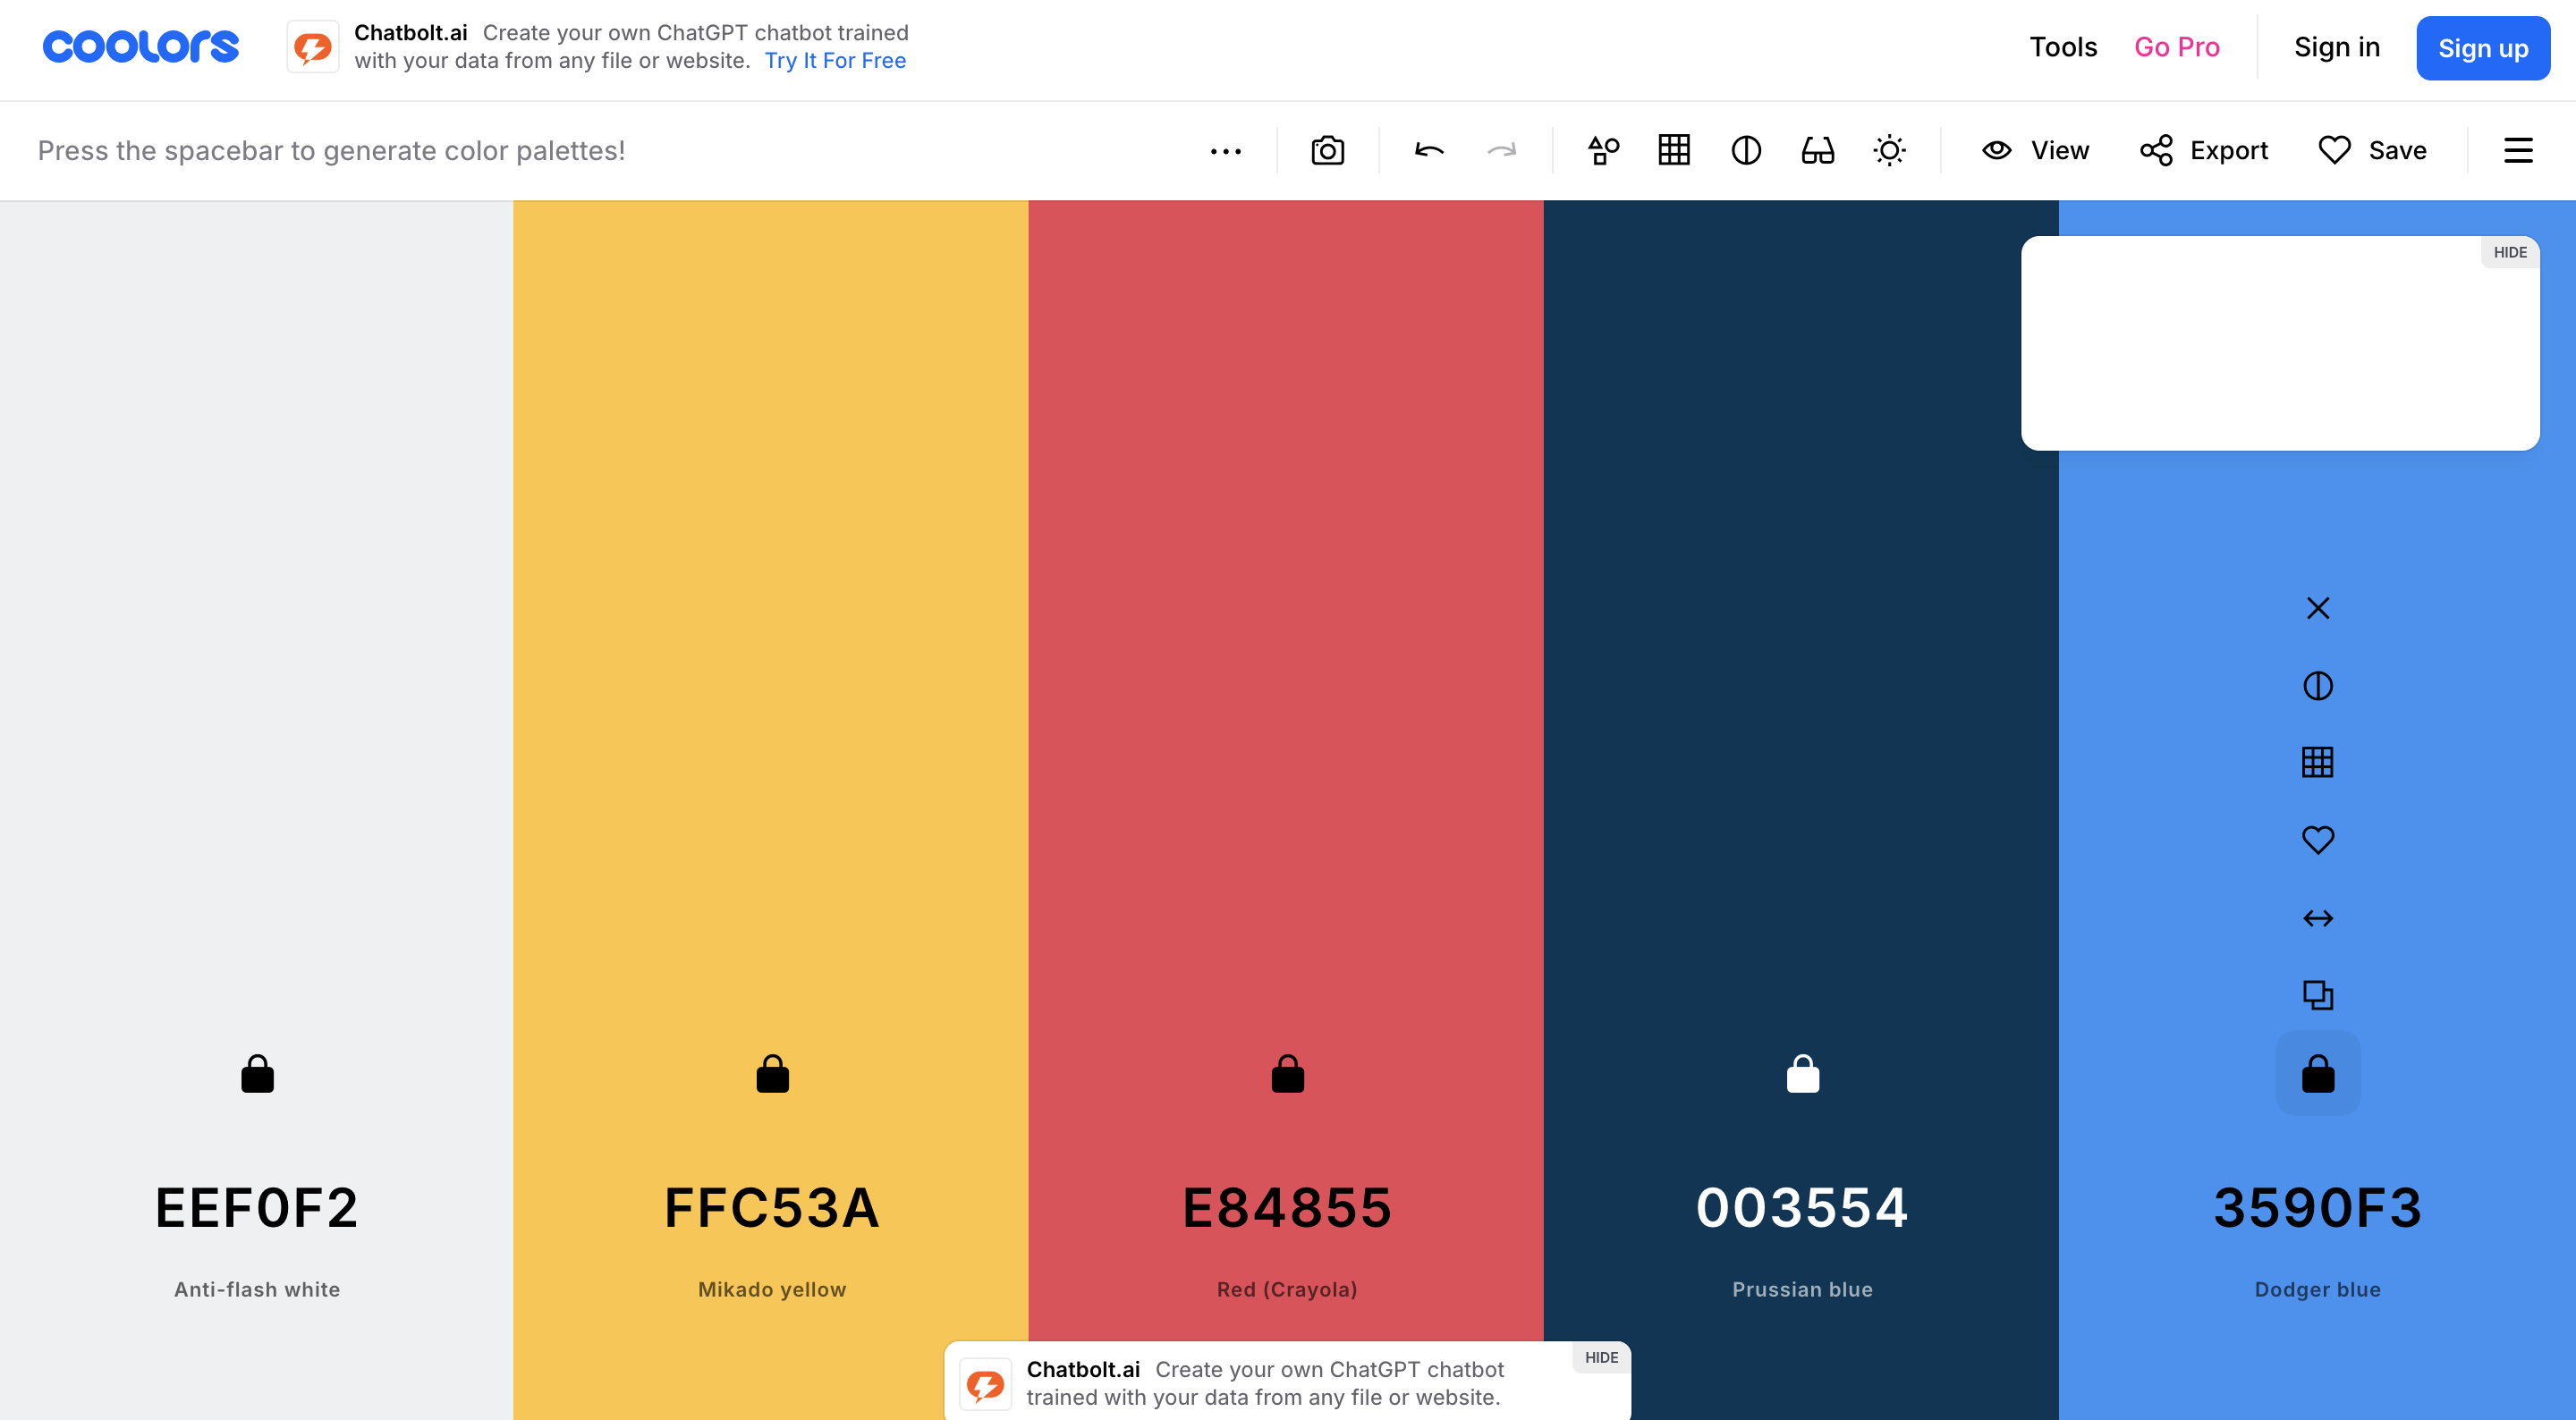 coolors
Chatbolt.ai Create your own ChatGPT chatbot trained
with your data from any file or website. Try It For Free
Tools
Go Pro
Sign in
Sign up
Press the spacebar to generate color palettes!
View
Export
Save
HIDE
EEF0F2
FFC53A
E84855
003554
3590F3
Anti-flash white
Mikado yellow
Red (Crayola)
Prussian blue
Dodger blue
Chatbolt.ai Create your own ChatGPT chatbot
trained with your data from any file or website.
HIDE